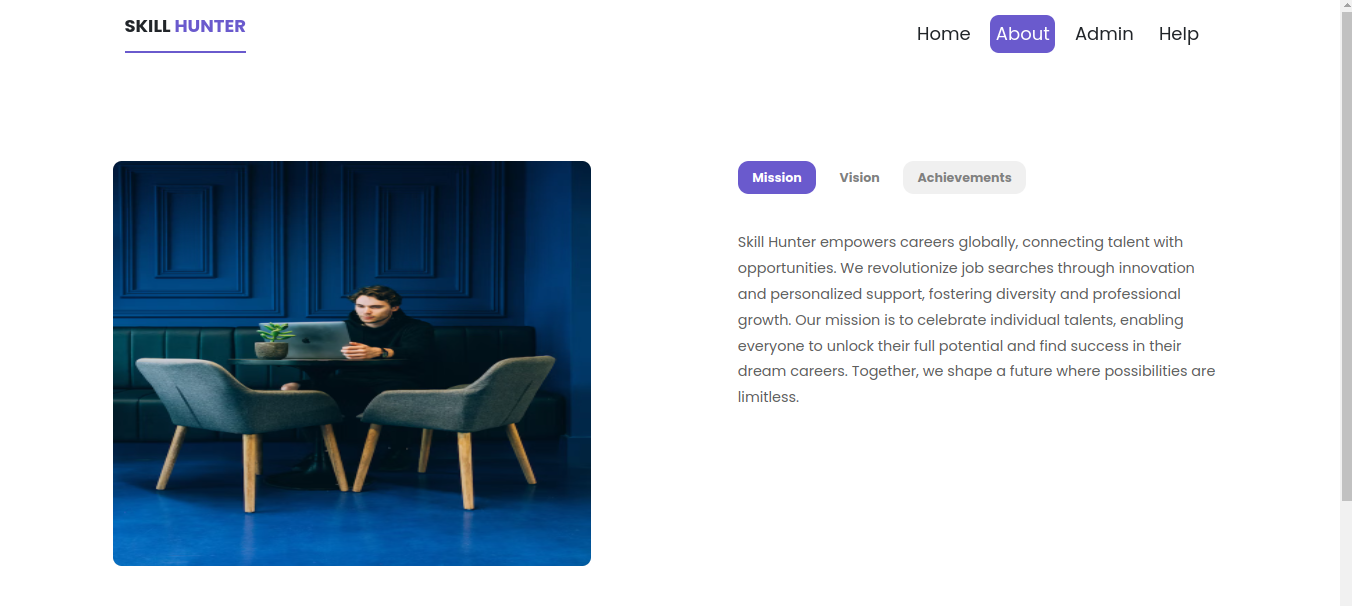 SKILL HUNTER
Home
About
Admin
Help
Mission
Vision
Achievements
Skill Hunter empowers careers globally, connecting talent with
opportunities. We revolutionize job searches through innovation
and personalized support, fostering diversity and professional
growth. Our mission is to celebrate individual talents, enabling
everyone to unlock their full potential and find success in their
dream careers. Together, we shape a future where possibilities are
limitless.